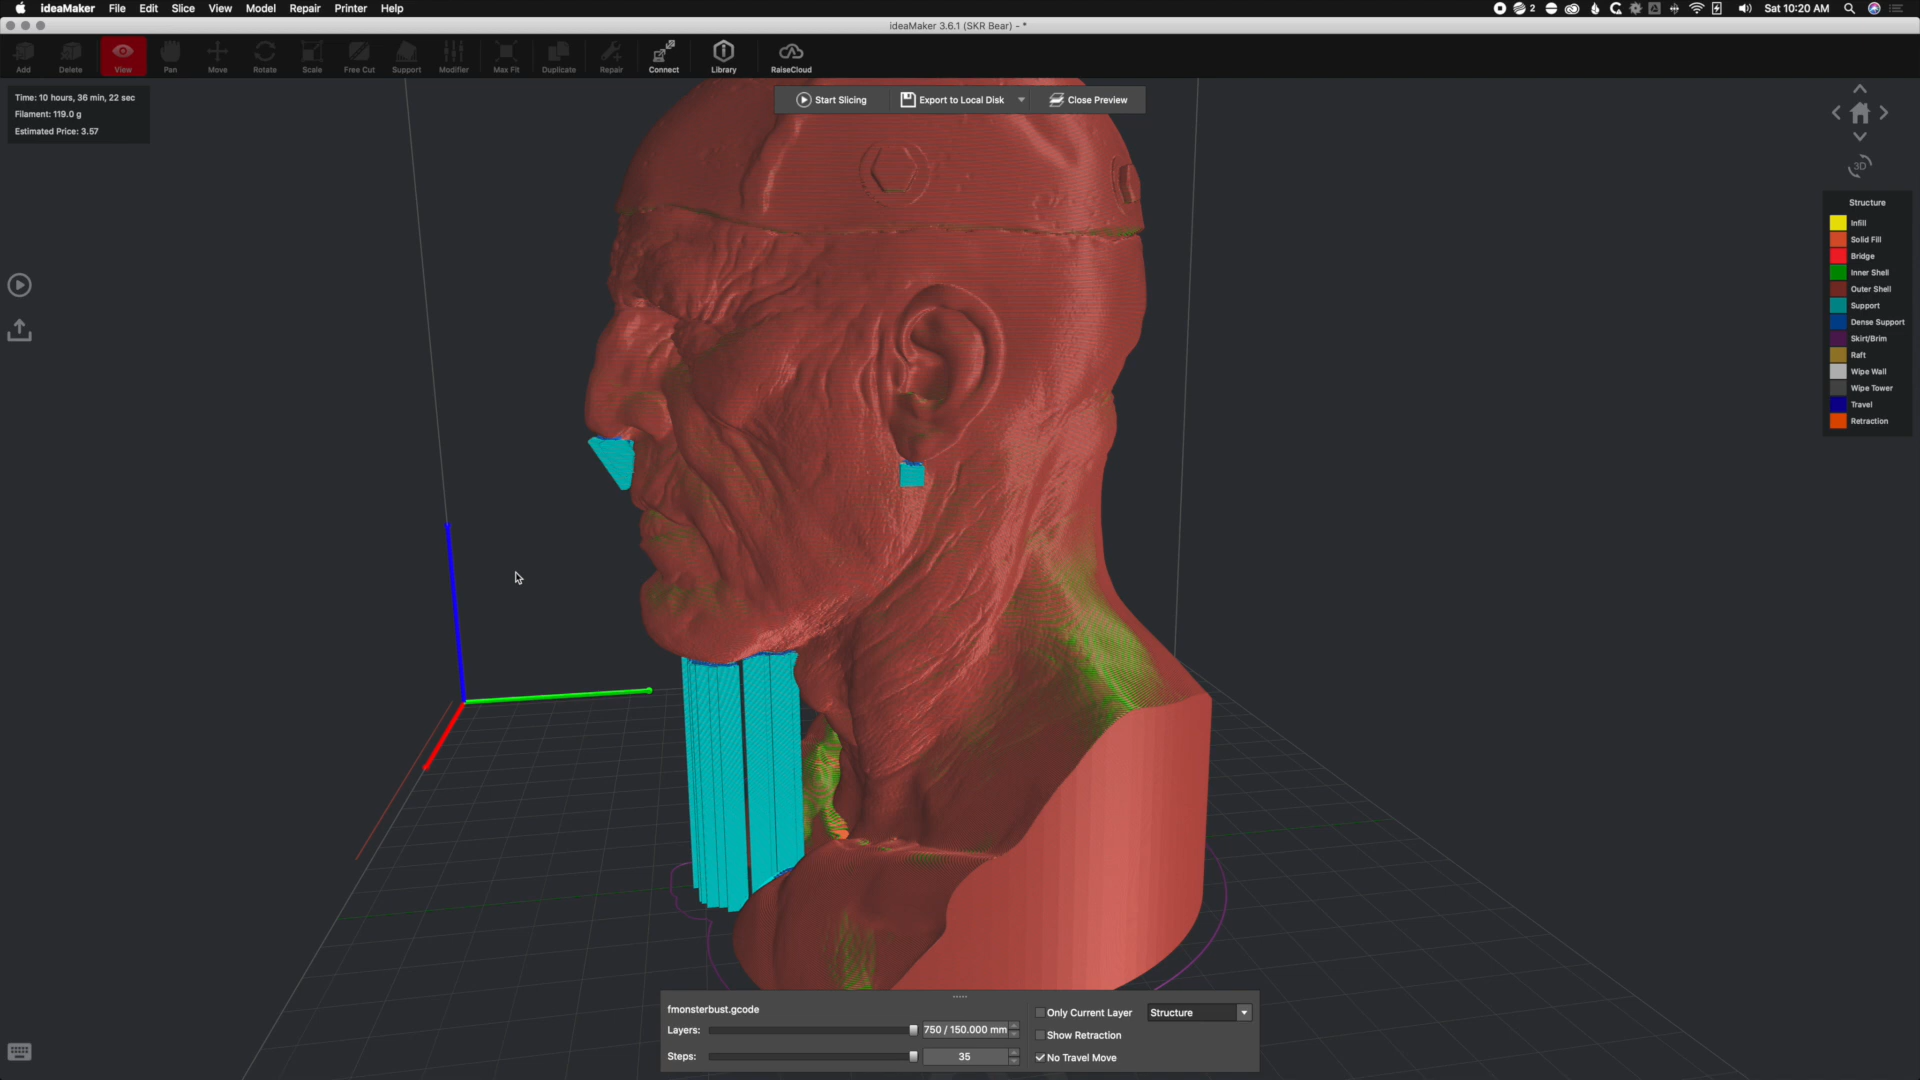 ideaMaker File Edit Slice View Model Repair Printer Help
2 Sat 10:20 AM
ideaMaker 3.6.1 (SKR Bear) - *
Add Delete View Pan Move Rotate Scale Free Cut Support Modifier Max Fit Duplicate Repair Connect Library RaiseCloud
Time: 10 hours, 36 min, 22 sec
Filament: 119.0 g
Estimated Price: 3.57
Start Slicing Export to Local Disk Close Preview
3D
Structure
Infill
Solid Fill
Bridge
Inner Shell
Outer Shell
Support
Dense Support
Skirt/Brim
Raft
Wipe Wall
Wipe Tower
Travel
Retraction
fmonsterbust.gcode
Only Current Layer Structure
Layers: 750 / 150.000 mm
Show Retraction
Steps: 35
No Travel Move